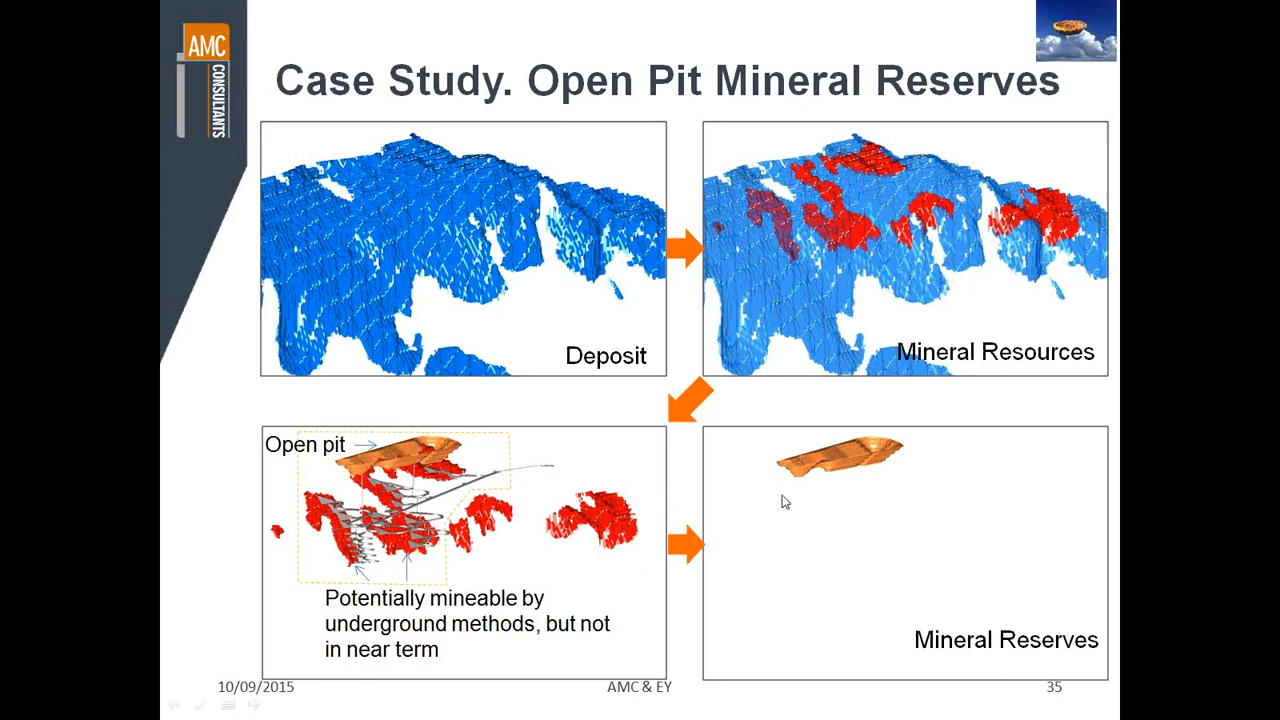 AMC
CONSULTANTS
Case Study. Open Pit Mineral Reserves
Deposit
Mineral Resources
Open pit
Potentially mineable by
underground methods, but not
in near term
Mineral Reserves
10/09/2015
AMC & EY
35